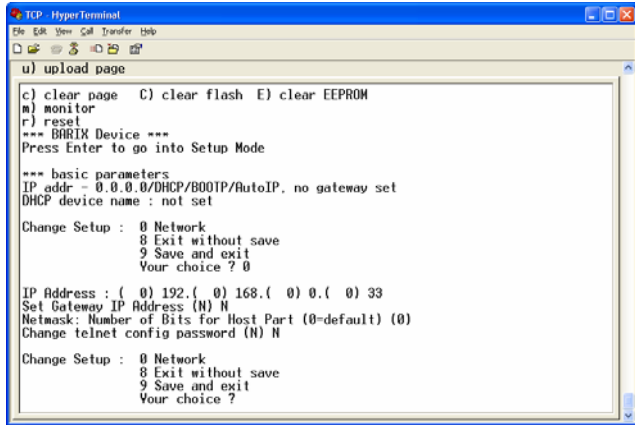 TCP - HyperTerminal
File Edit View Call Transfer Help
u) upload page
c) clear page C) clear flash E) clear EEPROM
m) monitor
r) reset
*** BARIX Device ***
Press Enter to go into Setup Mode
*** basic parameters
IP addr - 0.0.0.0/DHCP/BOOTP/AutoIP, no gateway set
DHCP device name : not set
Change Setup : 0 Network
8 Exit without save
9 Save and exit
Your choice ? 0
IP Address : ( 0) 192.( 0) 168.( 0) 0.( 0) 33
Set Gateway IP Address (N) N
Netmask: Number of Bits for Host Part (0=default) (0)
Change telnet config password (N) N
Change Setup : 0 Network
8 Exit without save
9 Save and exit
Your choice ?